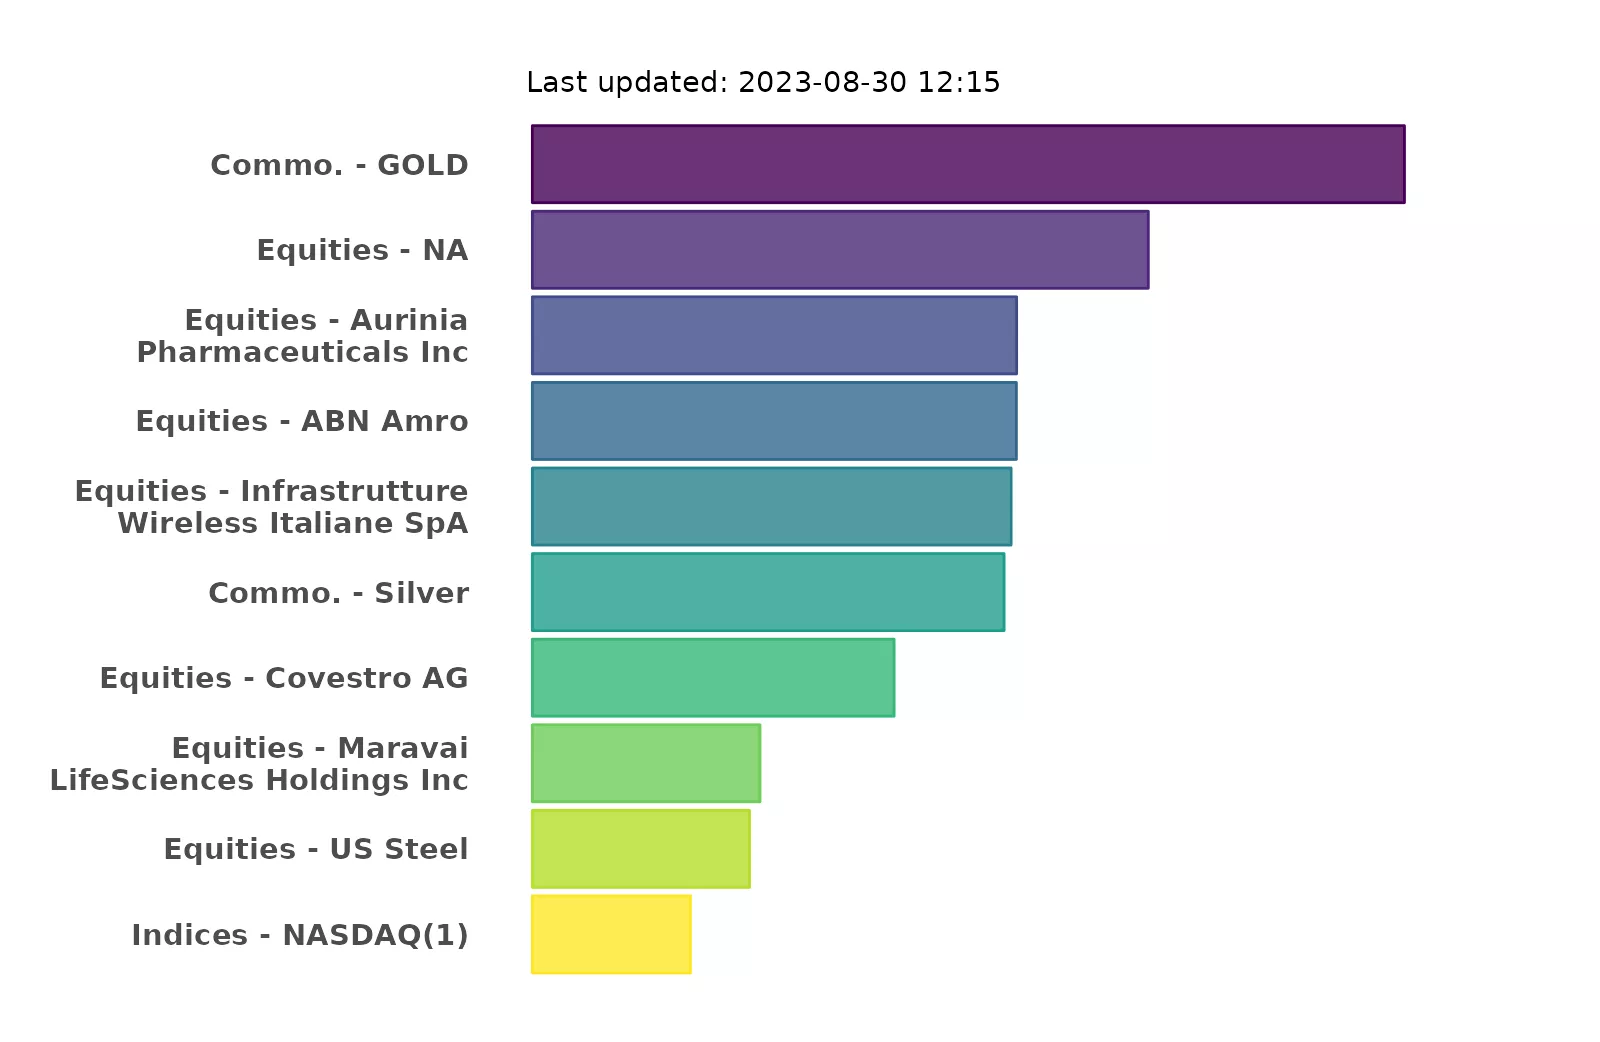 Last updated: 2023-08-30 12:15
Commo. - GOLD
Equities - NA
Equities - Aurinia
Pharmaceuticals Inc
Equities - ABN Amro
Equities - Infrastrutture
Wireless Italiane SpA
Commo. - Silver
Equities - Covestro AG
Equities - Maravai
LifeSciences Holdings Inc
Equities - US Steel
Indices - NASDAQ(1)